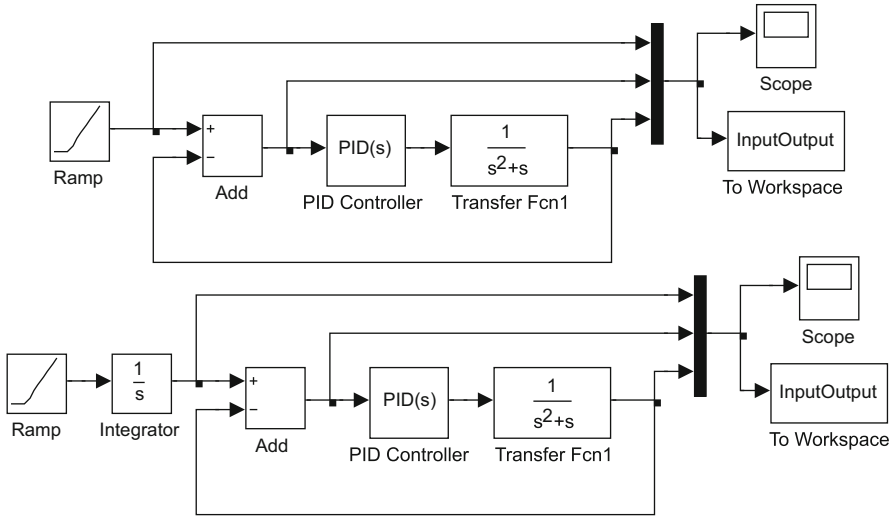 Scope
InputOutput
To Workspace
Ramp
+
−
Add
PID(s)
PID Controller
1
s2+s
Transfer Fcn1
Scope
InputOutput
To Workspace
Ramp
1
s
Integrator
+
−
Add
PID(s)
PID Controller
1
s2+s
Transfer Fcn1